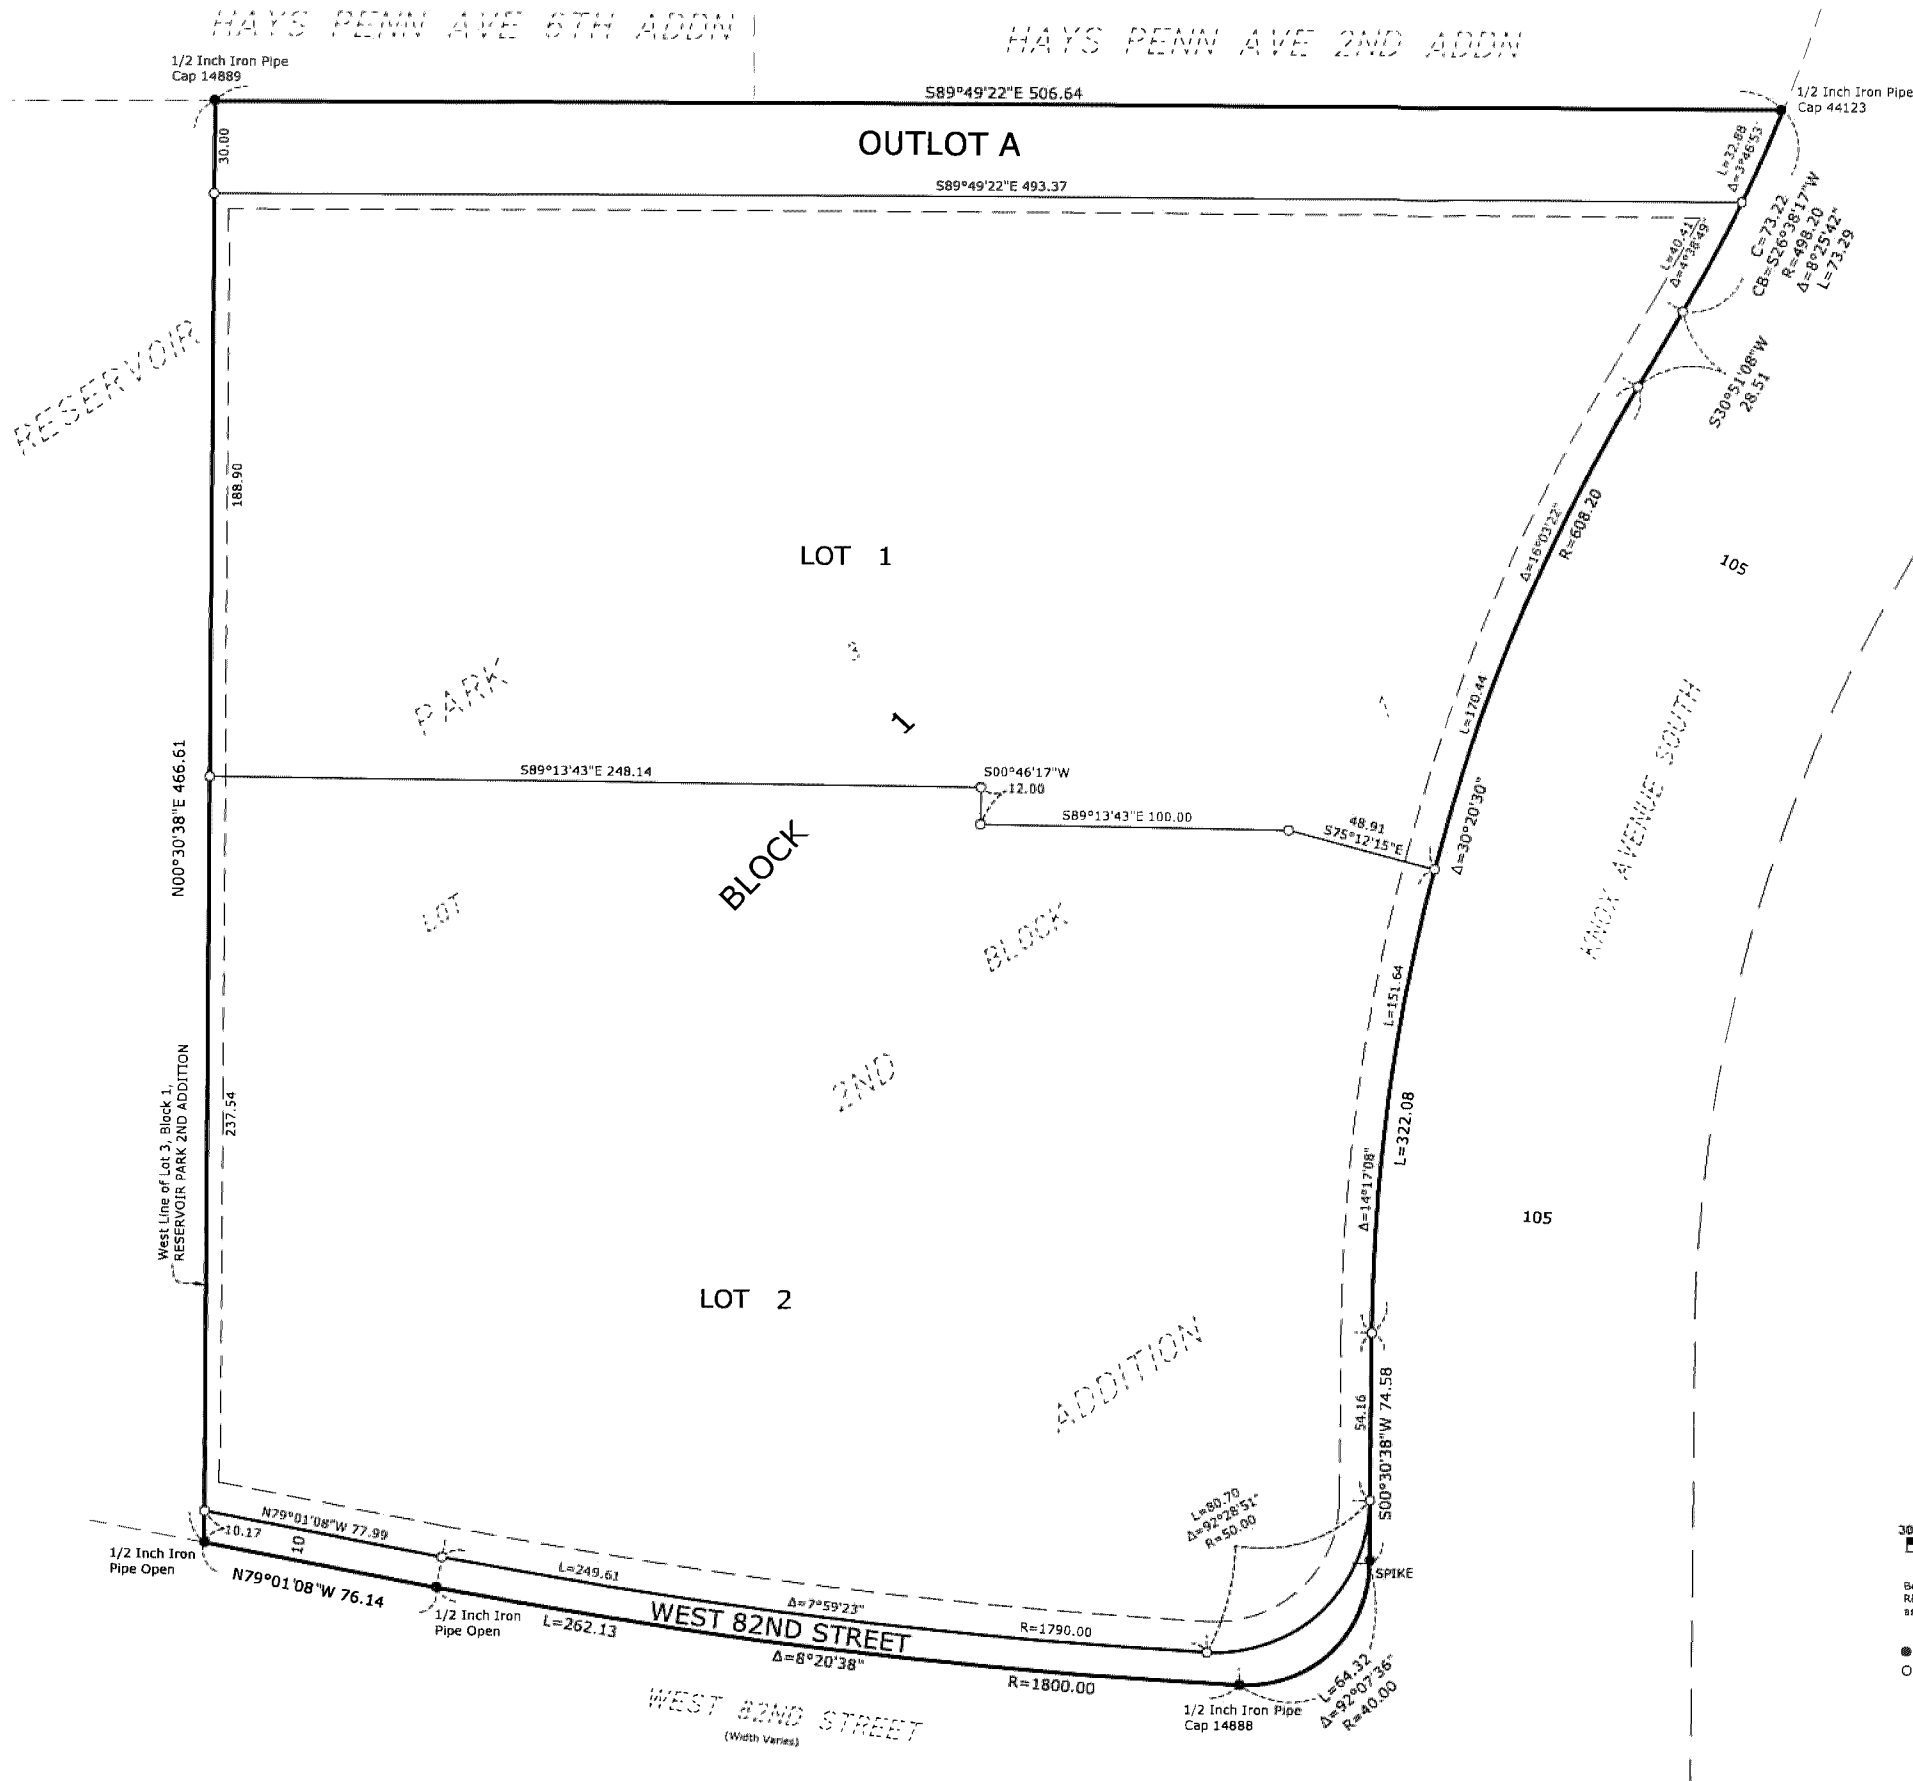 HAYS PENN AVE 6TH ADDN
HAYS PENN AVE 2ND ADDN
1/2 Inch Iron Pipe
Cap 14889
S89°49'22"E 506.64
1/2 Inch Iron Pipe
Cap 44123
30.00
OUTLOT A
L=32.88
Δ=3°46'53"
S89°49'22"E 493.37
L=40.41
Δ=4°38'49"
C=73.22
CB=S26°38'17"W
R=498.20
Δ=8°25'42"
L=73.29
S30°51'08"W
28.51
RESERVOIR
188.90
Δ=16°03'22"
R=608.20
LOT 1
105
3
PARK
1
1
L=170.44
KNOX AVENUE SOUTH
N00°30'38"E 466.61
S89°13'43"E 248.14
S00°46'17"W
12.00
S89°13'43"E 100.00
48.91
S75°12'15"E
Δ=30°20'30"
BLOCK
LOT
BLOCK
L=151.64
2ND
L=322.08
West Line of Lot 3, Block 1,
RESERVOIR PARK 2ND ADDITION
237.54
Δ=14°17'08"
105
LOT 2
ADDITION
54.16
S00°30'38"W 74.58
L=80.70
Δ=92°28'51"
R=50.00
N79°01'08"W 77.99
10.17
10
1/2 Inch Iron
Pipe Open
N79°01'08"W 76.14
SPIKE
L=249.61
Δ=7°59'23"
R=1790.00
1/2 Inch Iron
Pipe Open
L=262.13
WEST 82ND STREET
Δ=8°20'38"
R=1800.00
L=64.32
Δ=92°07'36"
R=40.00
1/2 Inch Iron Pipe
Cap 14888
WEST 82ND STREET
(Width Varies)
30